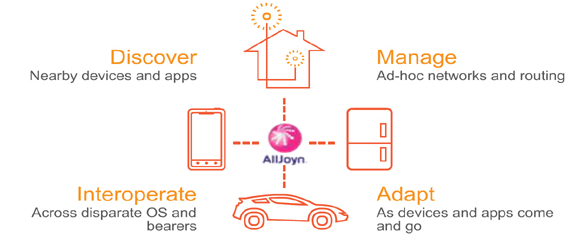 Discover
Nearby devices and apps
Manage
Ad-hoc networks and routing
AllJoyn.
Interoperate
Across disparate OS and
bearers
Adapt
As devices and apps come
and go